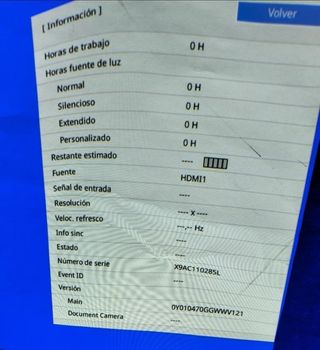 [ Información ]
Volver
Horas de trabajo 0 H
Horas fuente de luz
Normal 0 H
Silencioso 0 H
Extendido 0 H
Personalizado 0 H
Restante estimado ----
Fuente HDMI1
Señal de entrada ----
Resolución ---- x ----
Veloc. refresco ---.-- Hz
Info sinc ----
Estado ----
Número de serie X9AC110285L
Event ID ----
Versión
Main 0Y010470GGWWV121
Document Camera ----